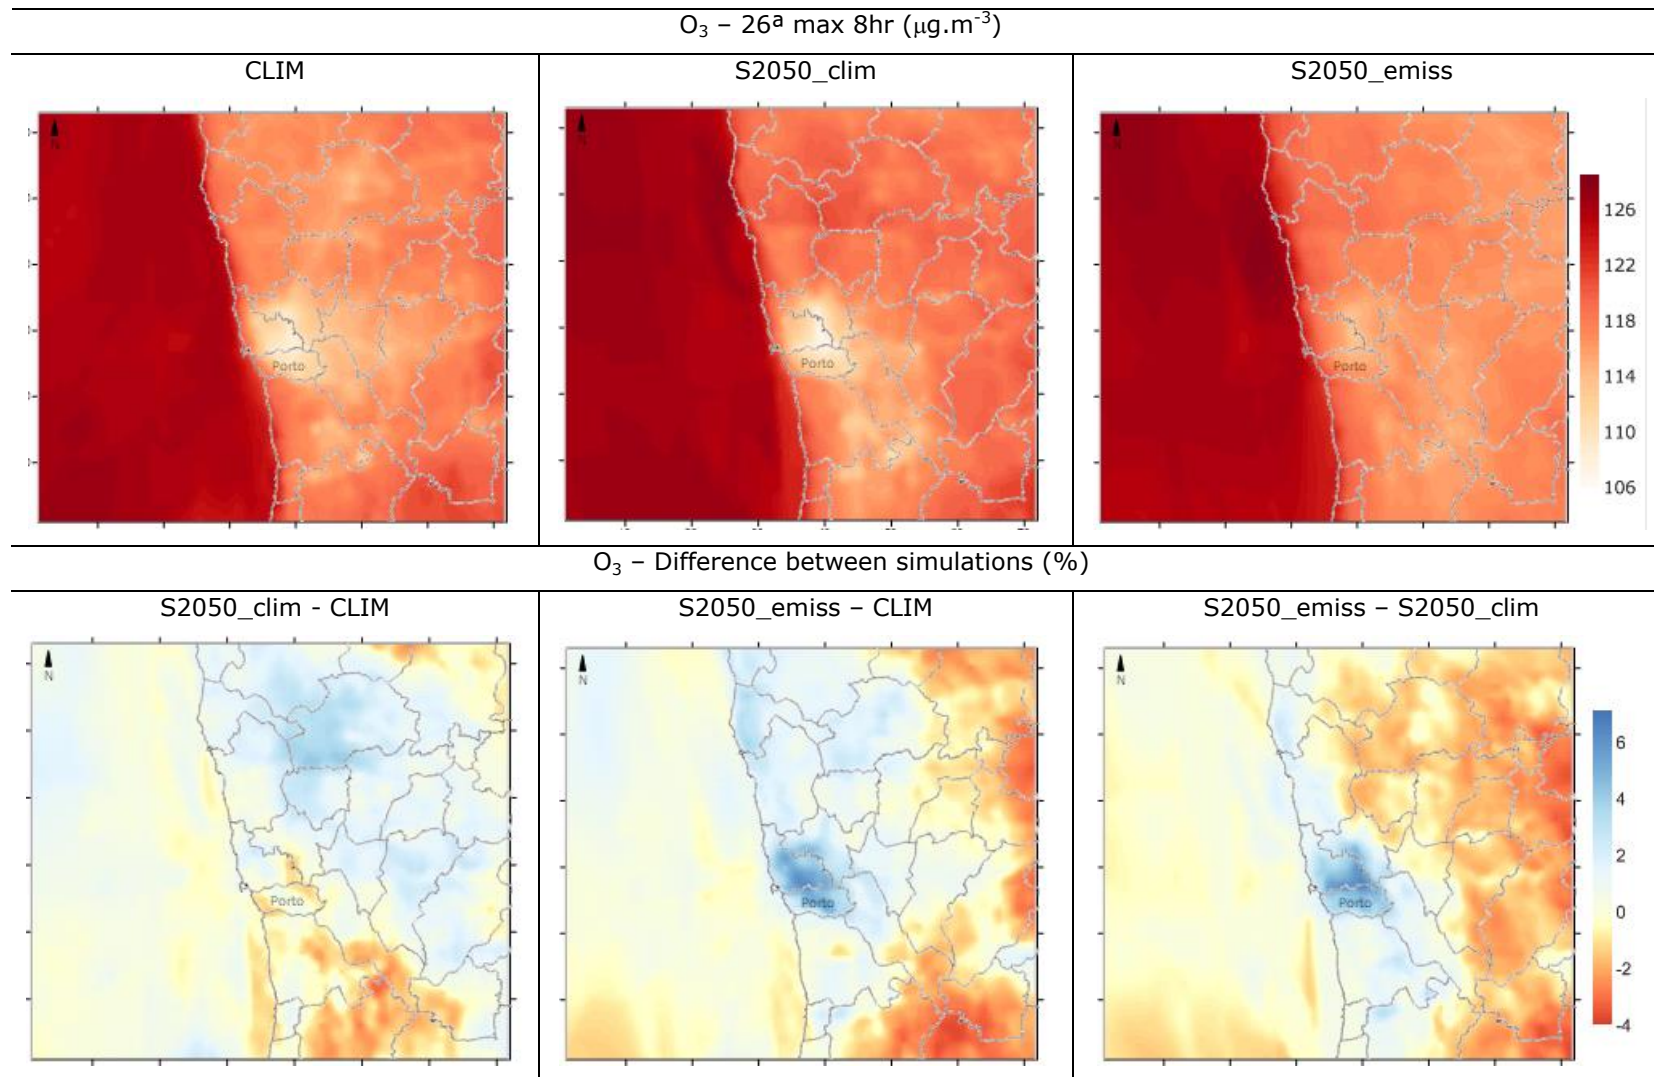 O₃ – 26ª max 8hr (µg.m⁻³)
CLIM
S2050_clim
S2050_emiss
N
N
N
Porto
Porto
Porto
126
122
118
114
110
106
O₃ – Difference between simulations (%)
S2050_clim - CLIM
S2050_emiss – CLIM
S2050_emiss – S2050_clim
N
N
N
Porto
Porto
Porto
6
4
2
0
-2
-4